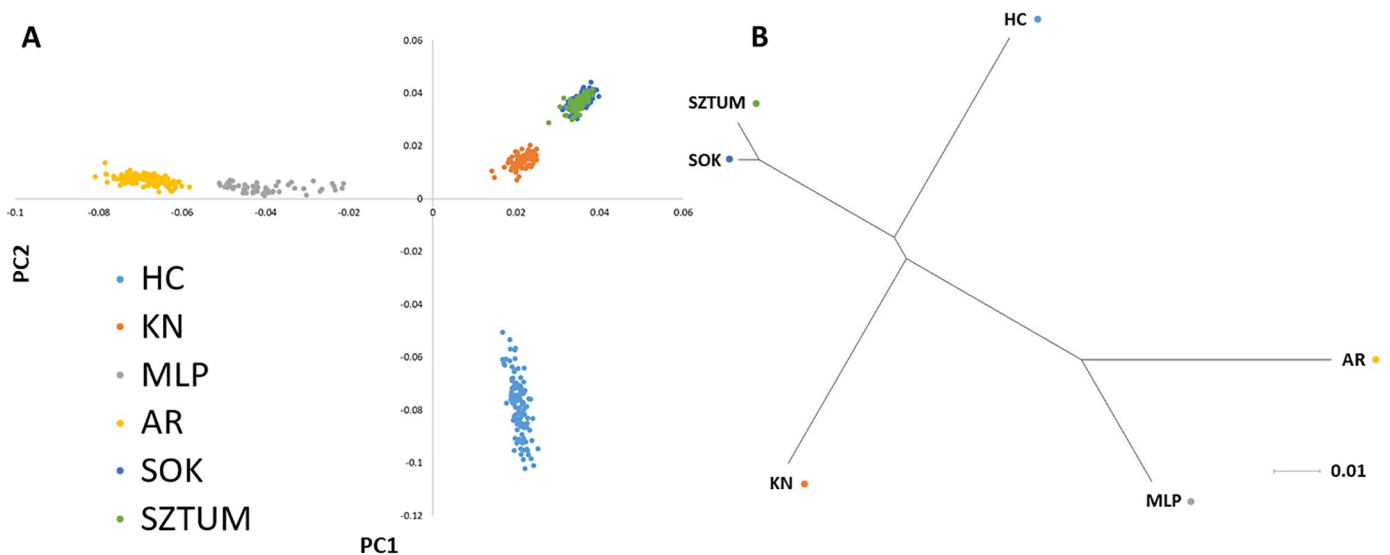 A
0.06
0.04
0.02
0
-0.1
-0.08
-0.06
-0.04
-0.02
0
0.02
0.04
0.06
-0.02
-0.04
-0.06
-0.08
-0.1
-0.12
PC2
PC1
HC
KN
MLP
AR
SOK
SZTUM
B
HC
SZTUM
SOK
AR
KN
MLP
0.01